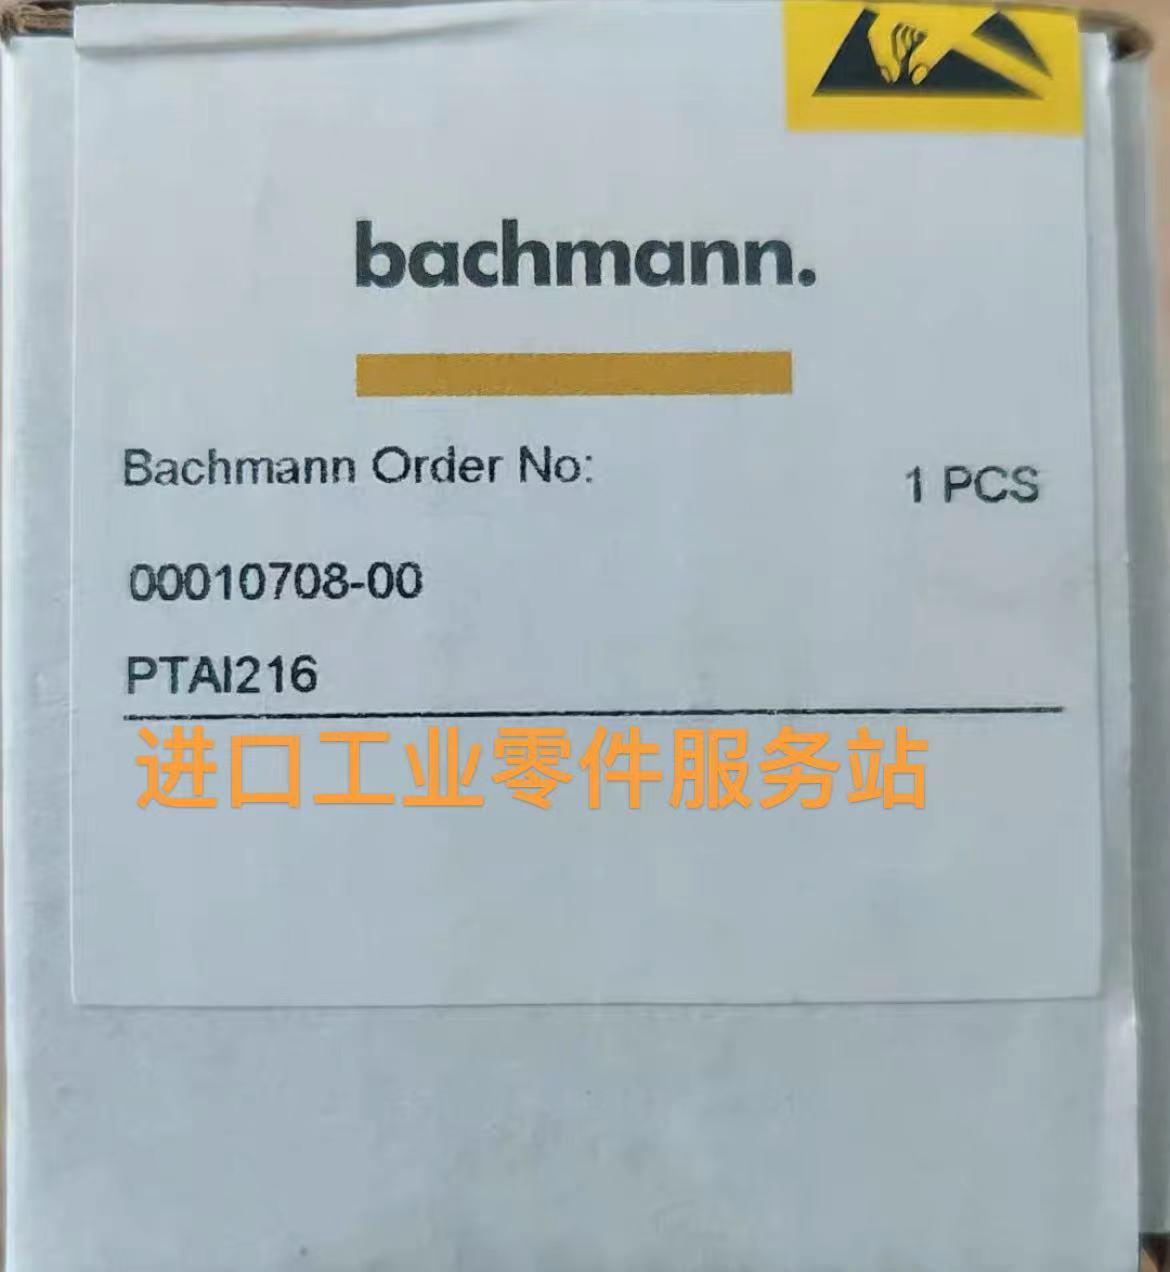 bachmann.
Bachmann Order No:
1 PCS
00010708-00
PTAI216
进口工业零件服务站